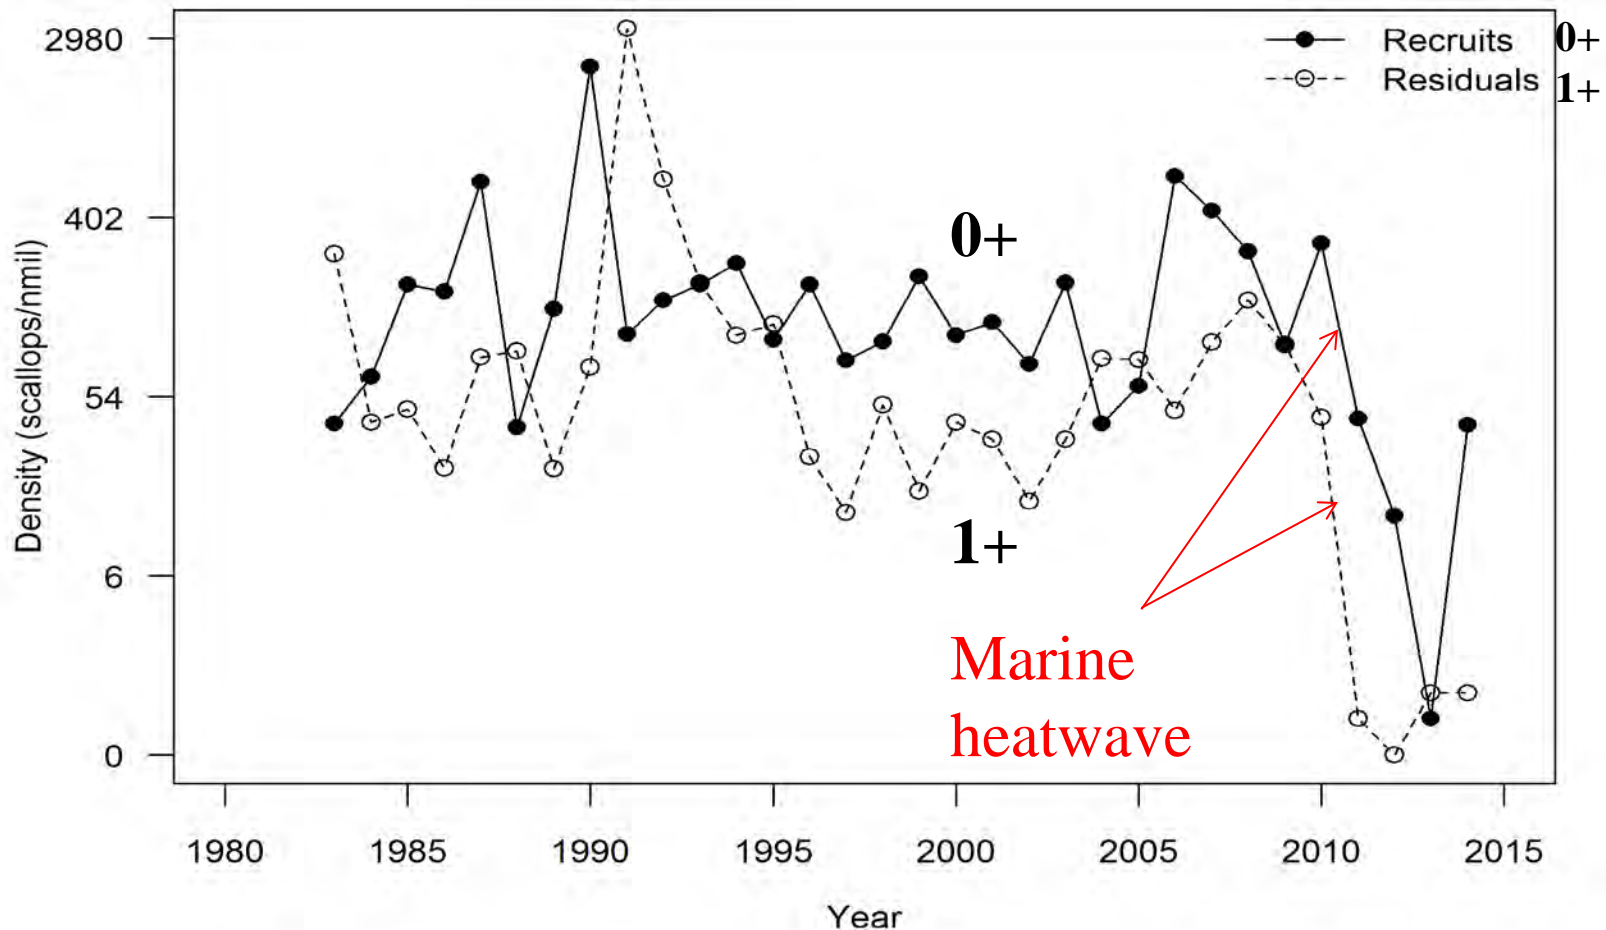 2980
402
54
6
0
Density (scallops/nmil)
Recruits 0+
Residuals 1+
0+
1+
Marine
heatwave
1980 1985 1990 1995 2000 2005 2010 2015
Year